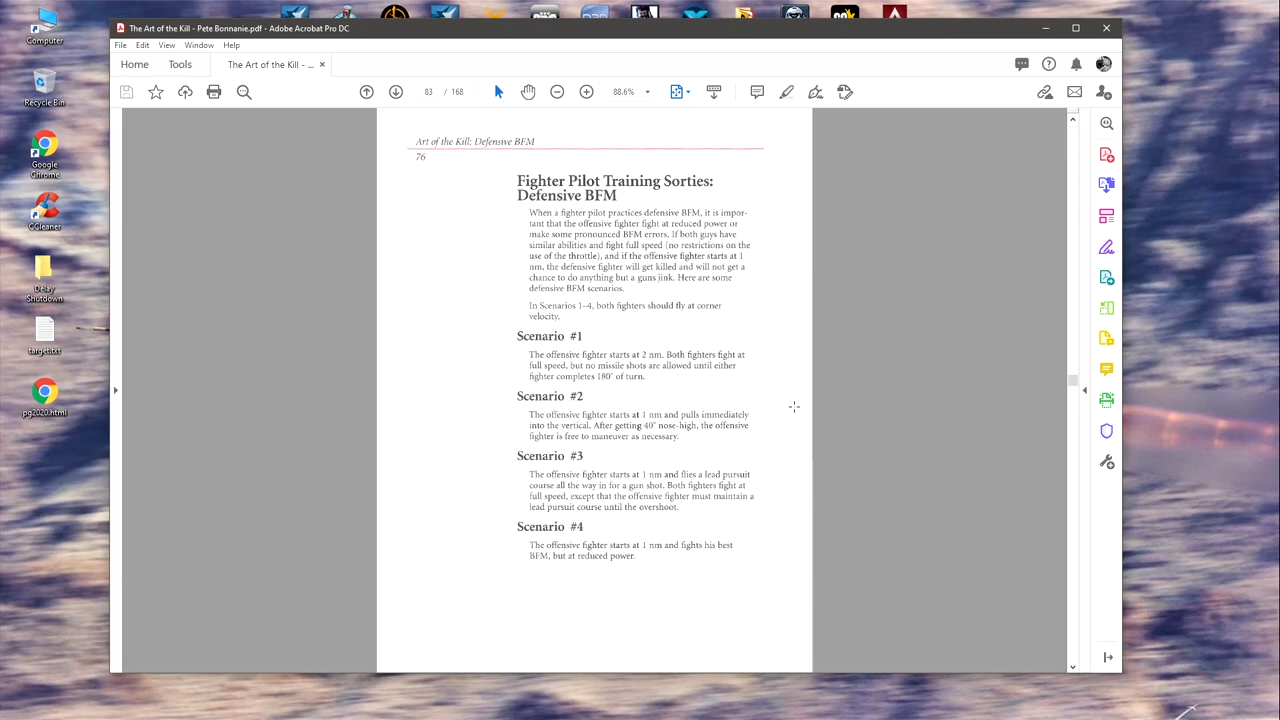 The Art of the Kill - Pete Bonnanie.pdf - Adobe Acrobat Pro DC
File Edit View Window Help
Home Tools The Art of the Kill - ... ×
83 / 168 88.6%
Computer
Recycle Bin
Google
Chrome
CCleaner
Delay
Shutdown
target.txt
pg2020.html
Art of the Kill: Defensive BFM
76
Fighter Pilot Training Sorties:
Defensive BFM
When a fighter pilot practices defensive BFM, it is impor-
tant that the offensive fighter fight at reduced power or
make some pronounced BFM errors. If both guys have
similar abilities and fight full speed (no restrictions on the
use of the throttle), and if the offensive fighter starts at 1
nm, the defensive fighter will get killed and will not get a
chance to do anything but a guns jink. Here are some
defensive BFM scenarios.
In Scenarios 1–4, both fighters should fly at corner
velocity.
Scenario #1
The offensive fighter starts at 2 nm. Both fighters fight at
full speed, but no missile shots are allowed until either
fighter completes 180° of turn.
Scenario #2
The offensive fighter starts at 1 nm and pulls immediately
into the vertical. After getting 40° nose-high, the offensive
fighter is free to maneuver as necessary.
Scenario #3
The offensive fighter starts at 1 nm and flies a lead pursuit
course all the way in for a gun shot. Both fighters fight at
full speed, except that the offensive fighter must maintain a
lead pursuit course until the overshoot.
Scenario #4
The offensive fighter starts at 1 nm and fights his best
BFM, but at reduced power.